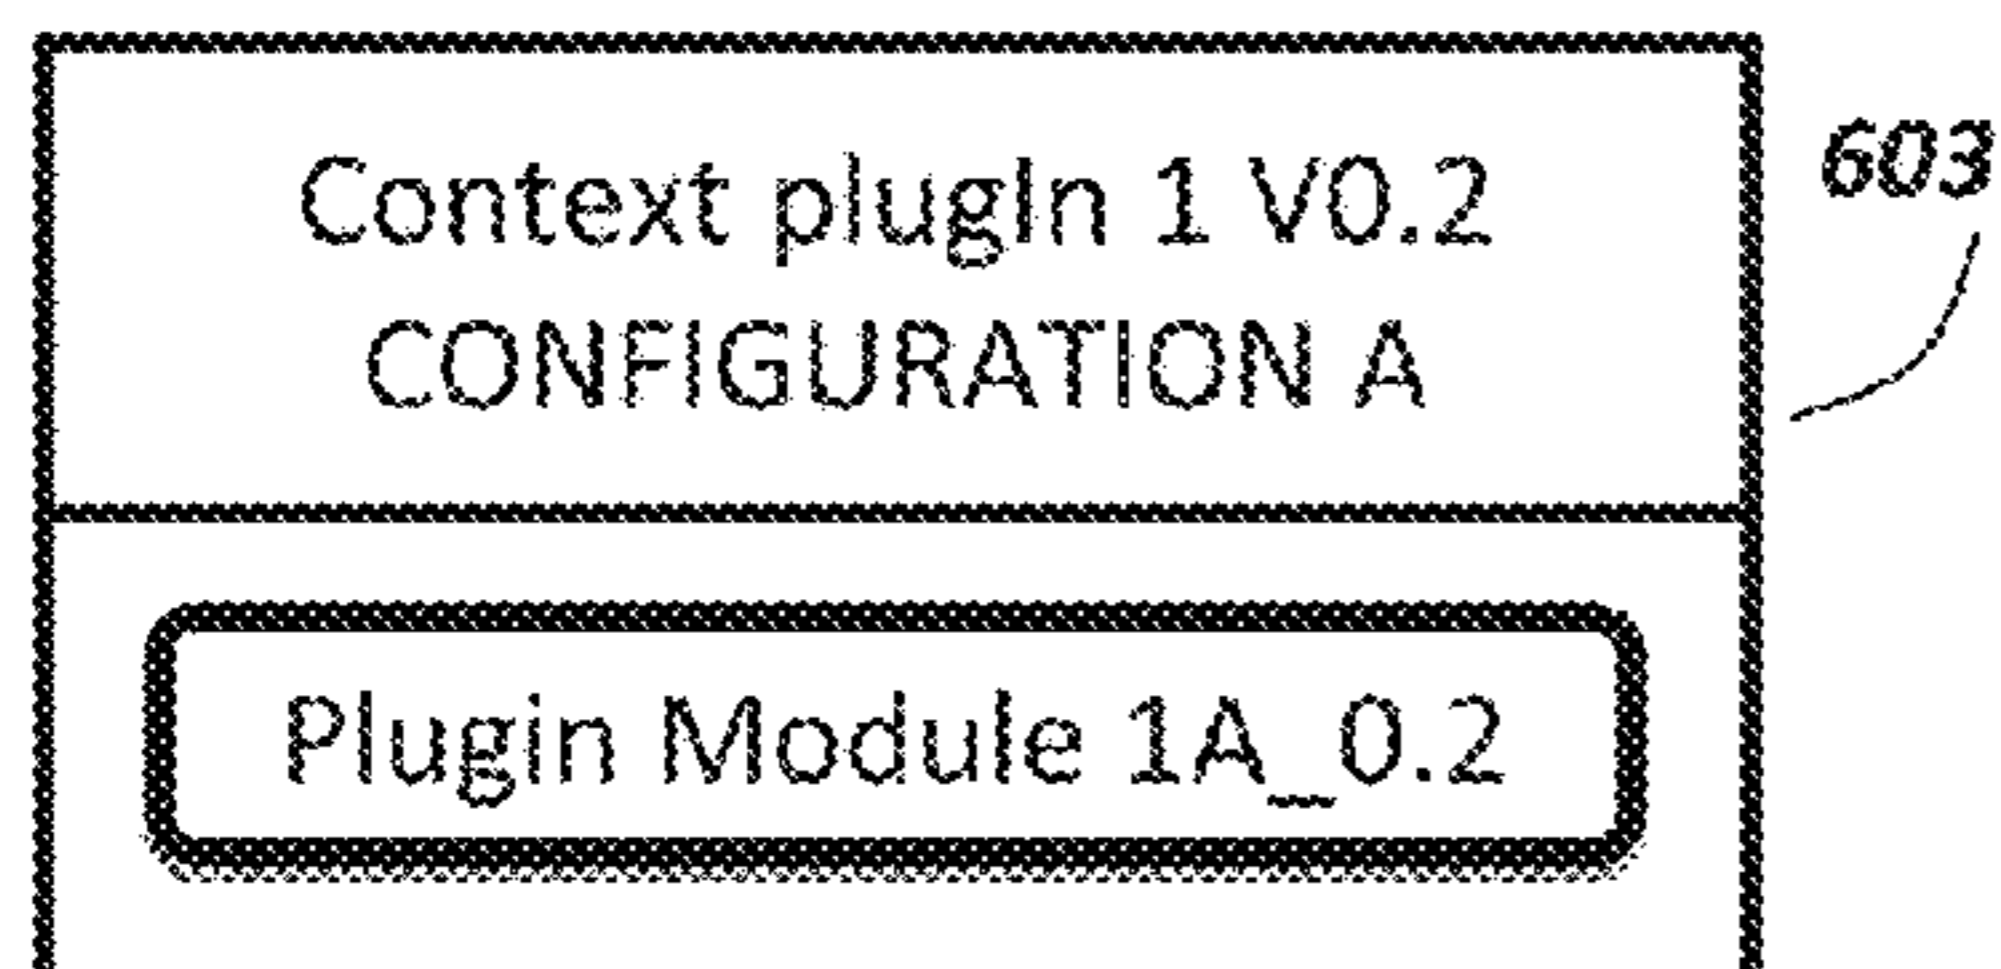 Context plugIn 1 V0.2
CONFIGURATION A
603
Plugin Module 1A_0.2